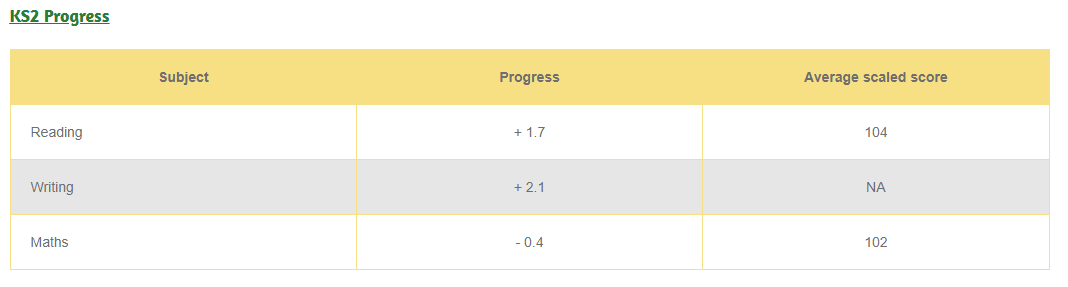 KS2 Progress
Subject Progress Average scaled score
Reading + 1.7 104
Writing + 2.1 NA
Maths - 0.4 102